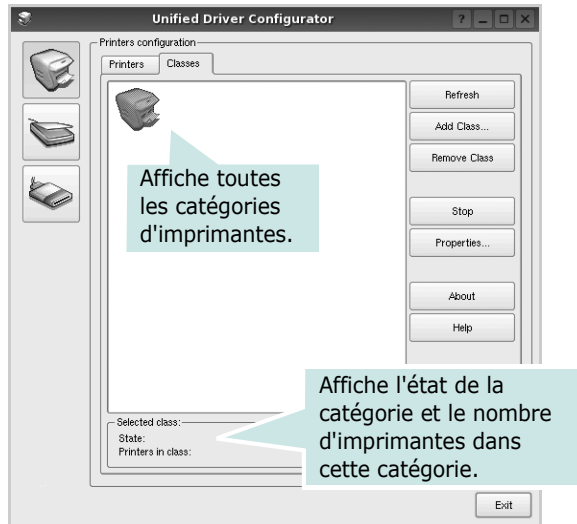 Unified Driver Configurator
Printers configuration
Printers
Classes
Refresh
Add Class...
Remove Class
Stop
Properties...
About
Help
Affiche toutes
les catégories
d'imprimantes.
Affiche l'état de la
catégorie et le nombre
d'imprimantes dans
cette catégorie.
Selected class:
State:
Printers in class:
Exit